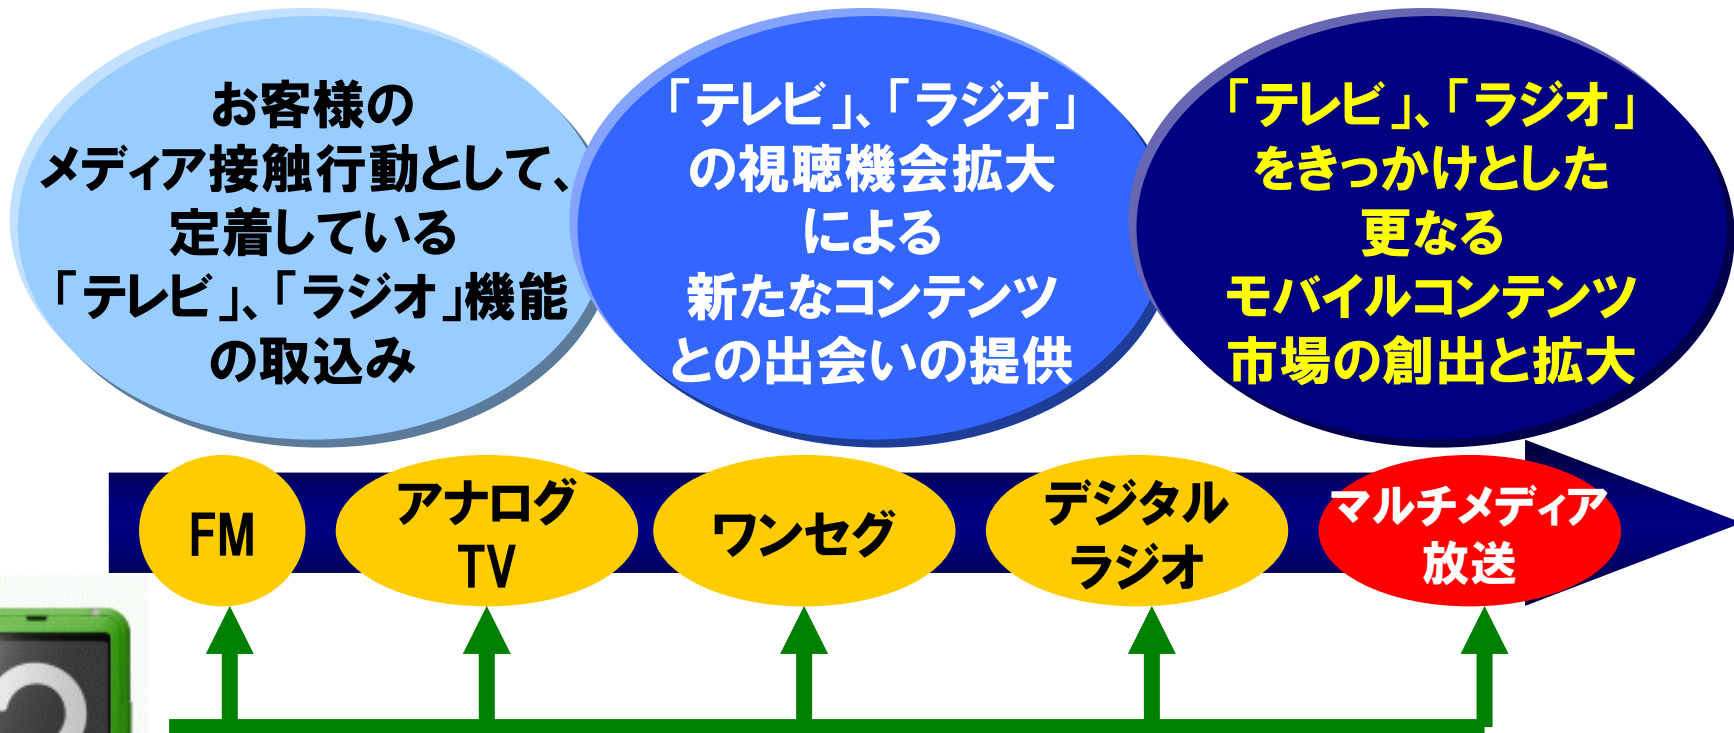 お客様の
メディア接触行動として、
定着している
「テレビ」、「ラジオ」機能
の取込み
「テレビ」、「ラジオ」
の視聴機会拡大
による
新たなコンテンツ
との出会いの提供
「テレビ」、「ラジオ」
をきっかけとした
更なる
モバイルコンテンツ
市場の創出と拡大
FM
アナログ
TV
ワンセグ
デジタル
ラジオ
マルチメディア
放送